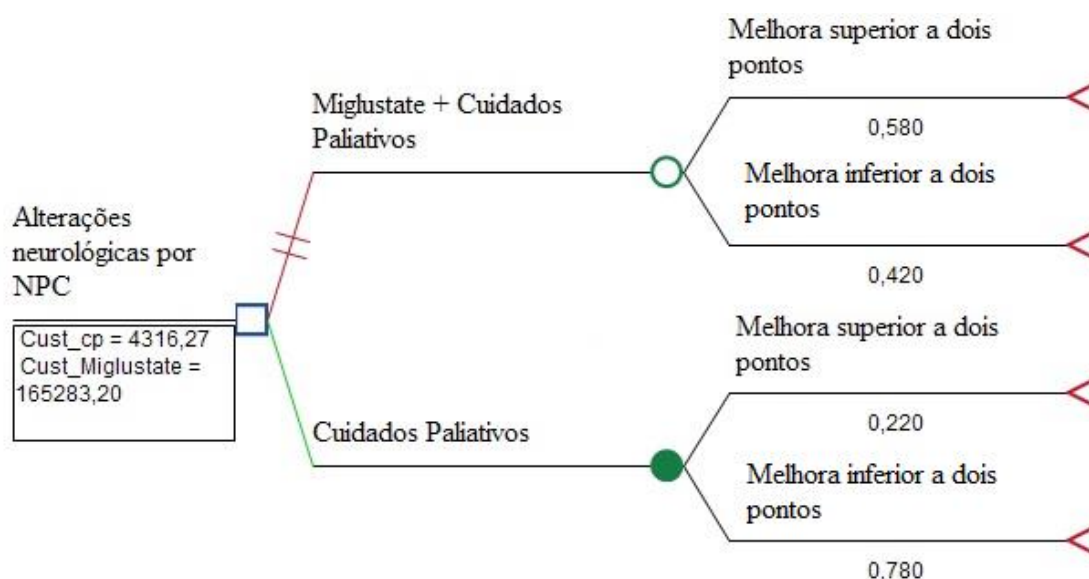 Alterações
neurológicas por
NPC
Cust_cp = 4316,27
Cust_Miglustate =
165283,20
Miglustate + Cuidados
Paliativos
Melhora superior a dois
pontos
0,580
Melhora inferior a dois
pontos
0,420
Cuidados Paliativos
Melhora superior a dois
pontos
0,220
Melhora inferior a dois
pontos
0,780